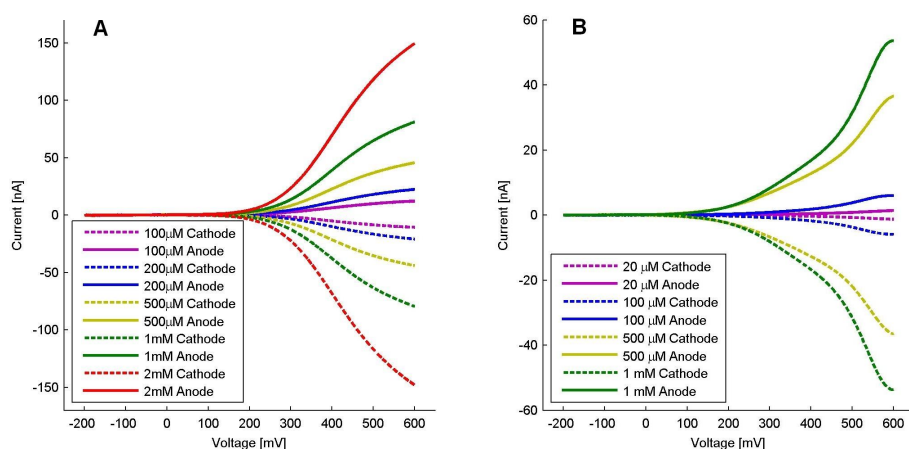 A
150
100
50
0
-50
-100
-150
Current [nA]
100μM Cathode
100μM Anode
200μM Cathode
200μM Anode
500μM Cathode
500μM Anode
1mM Cathode
1mM Anode
2mM Cathode
2mM Anode
-200 -100 0 100 200 300 400 500 600
Voltage [mV]
B
60
40
20
0
-20
-40
-60
Current [nA]
20 μM Cathode
20 μM Anode
100 μM Cathode
100 μM Anode
500 μM Cathode
500 μM Anode
1 mM Cathode
1 mM Anode
-200 -100 0 100 200 300 400 500 600
Voltage [mV]